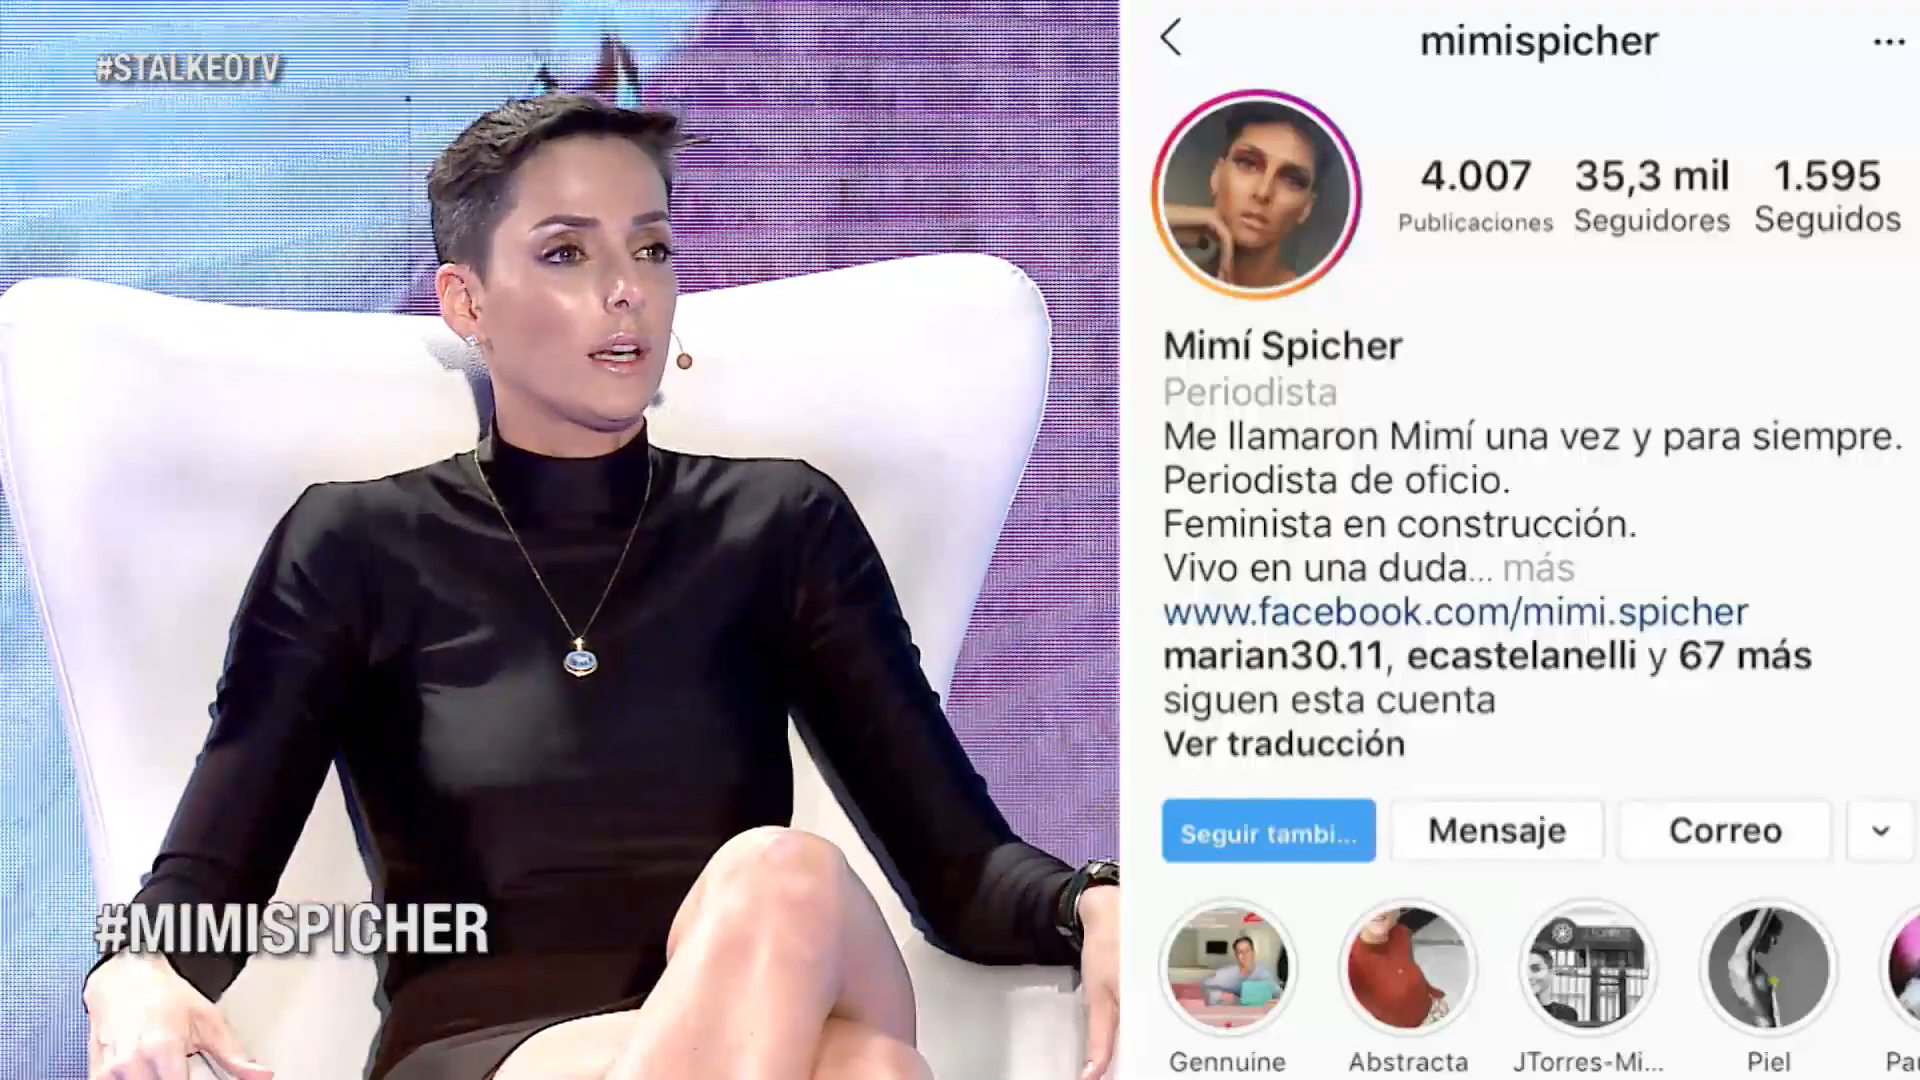 #STALKEOTV
#MIMISPICHER
mimispicher
4.007 35,3 mil 1.595
Publicaciones Seguidores Seguidos
Mimí Spicher
Periodista
Me llamaron Mimí una vez y para siempre.
Periodista de oficio.
Feminista en construcción.
Vivo en una duda... más
www.facebook.com/mimi.spicher
marian30.11, ecastelanelli y 67 más
siguen esta cuenta
Ver traducción
Seguir tambi... Mensaje Correo
Gennuine Abstracta JTorres-Mi... Piel